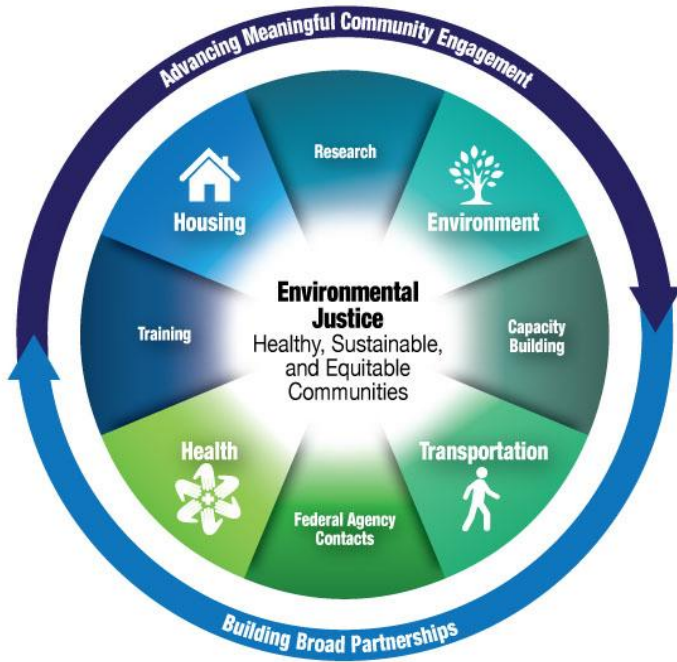 Advancing Meaningful Community Engagement
Research
Housing
Environment
Environmental
Justice
Healthy, Sustainable,
and Equitable
Communities
Training
Capacity
Building
Health
Transportation
Federal Agency
Contacts
Building Broad Partnerships